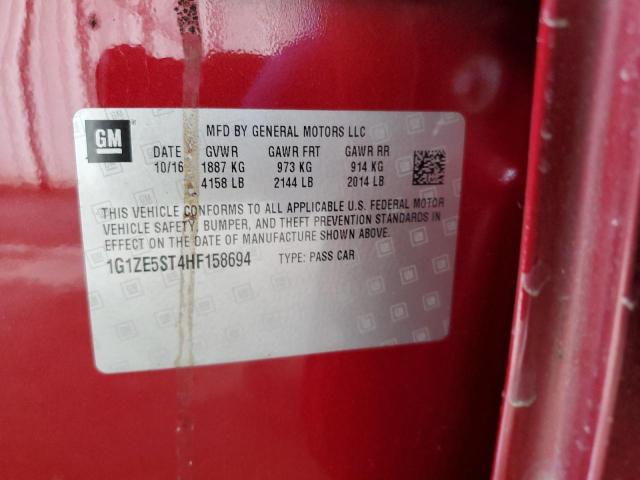 GM
MFD BY GENERAL MOTORS LLC
DATE GVWR GAWR FRT GAWR RR
10/16 1887 KG 973 KG 914 KG
4158 LB 2144 LB 2014 LB
THIS VEHICLE CONFORMS TO ALL APPLICABLE U.S. FEDERAL MOTOR
VEHICLE SAFETY, BUMPER, AND THEFT PREVENTION STANDARDS IN
EFFECT ON THE DATE OF MANUFACTURE SHOWN ABOVE.
1G1ZE5ST4HF158694 TYPE: PASS CAR